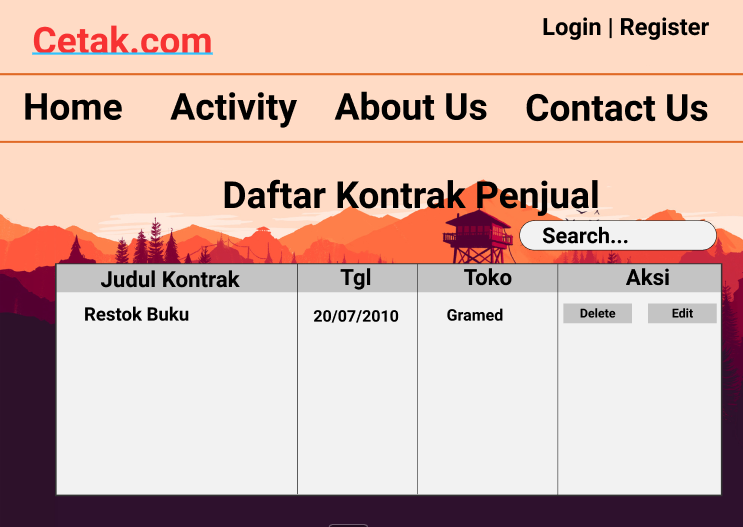 Cetak.com
Login | Register
Home Activity About Us Contact Us
Daftar Kontrak Penjual
Search...
Judul Kontrak Tgl Toko Aksi
Restok Buku 20/07/2010 Gramed Delete Edit